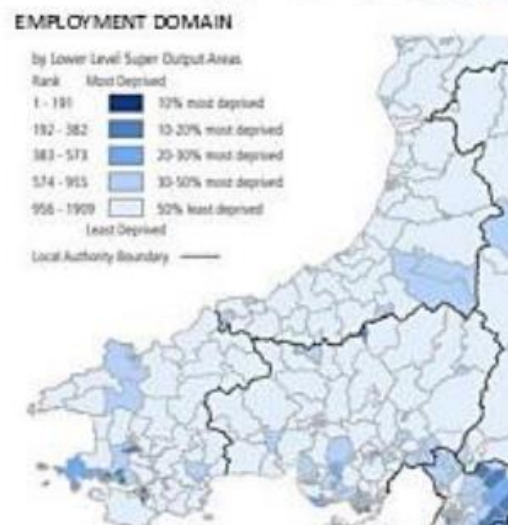 EMPLOYMENT DOMAIN
by Lower Level Super Output Areas
Rank Most Deprived
1 - 191 10% most deprived
192 - 382 10-20% most deprived
383 - 573 20-30% most deprived
574 - 955 30-50% most deprived
956 - 1909 50% least deprived
Least Deprived
Local Authority Boundary